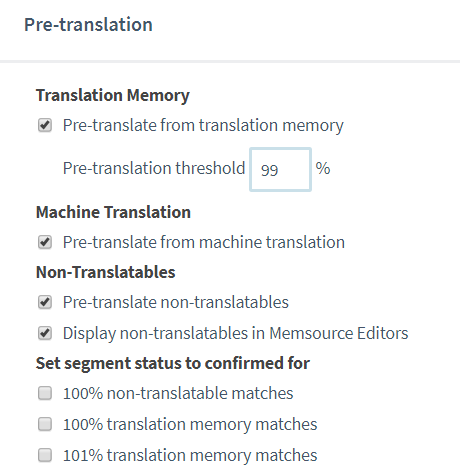 Pre-translation
Translation Memory
Pre-translate from translation memory
Pre-translation threshold 99 %
Machine Translation
Pre-translate from machine translation
Non-Translatables
Pre-translate non-translatables
Display non-translatables in Memsource Editors
Set segment status to confirmed for
100% non-translatable matches
100% translation memory matches
101% translation memory matches